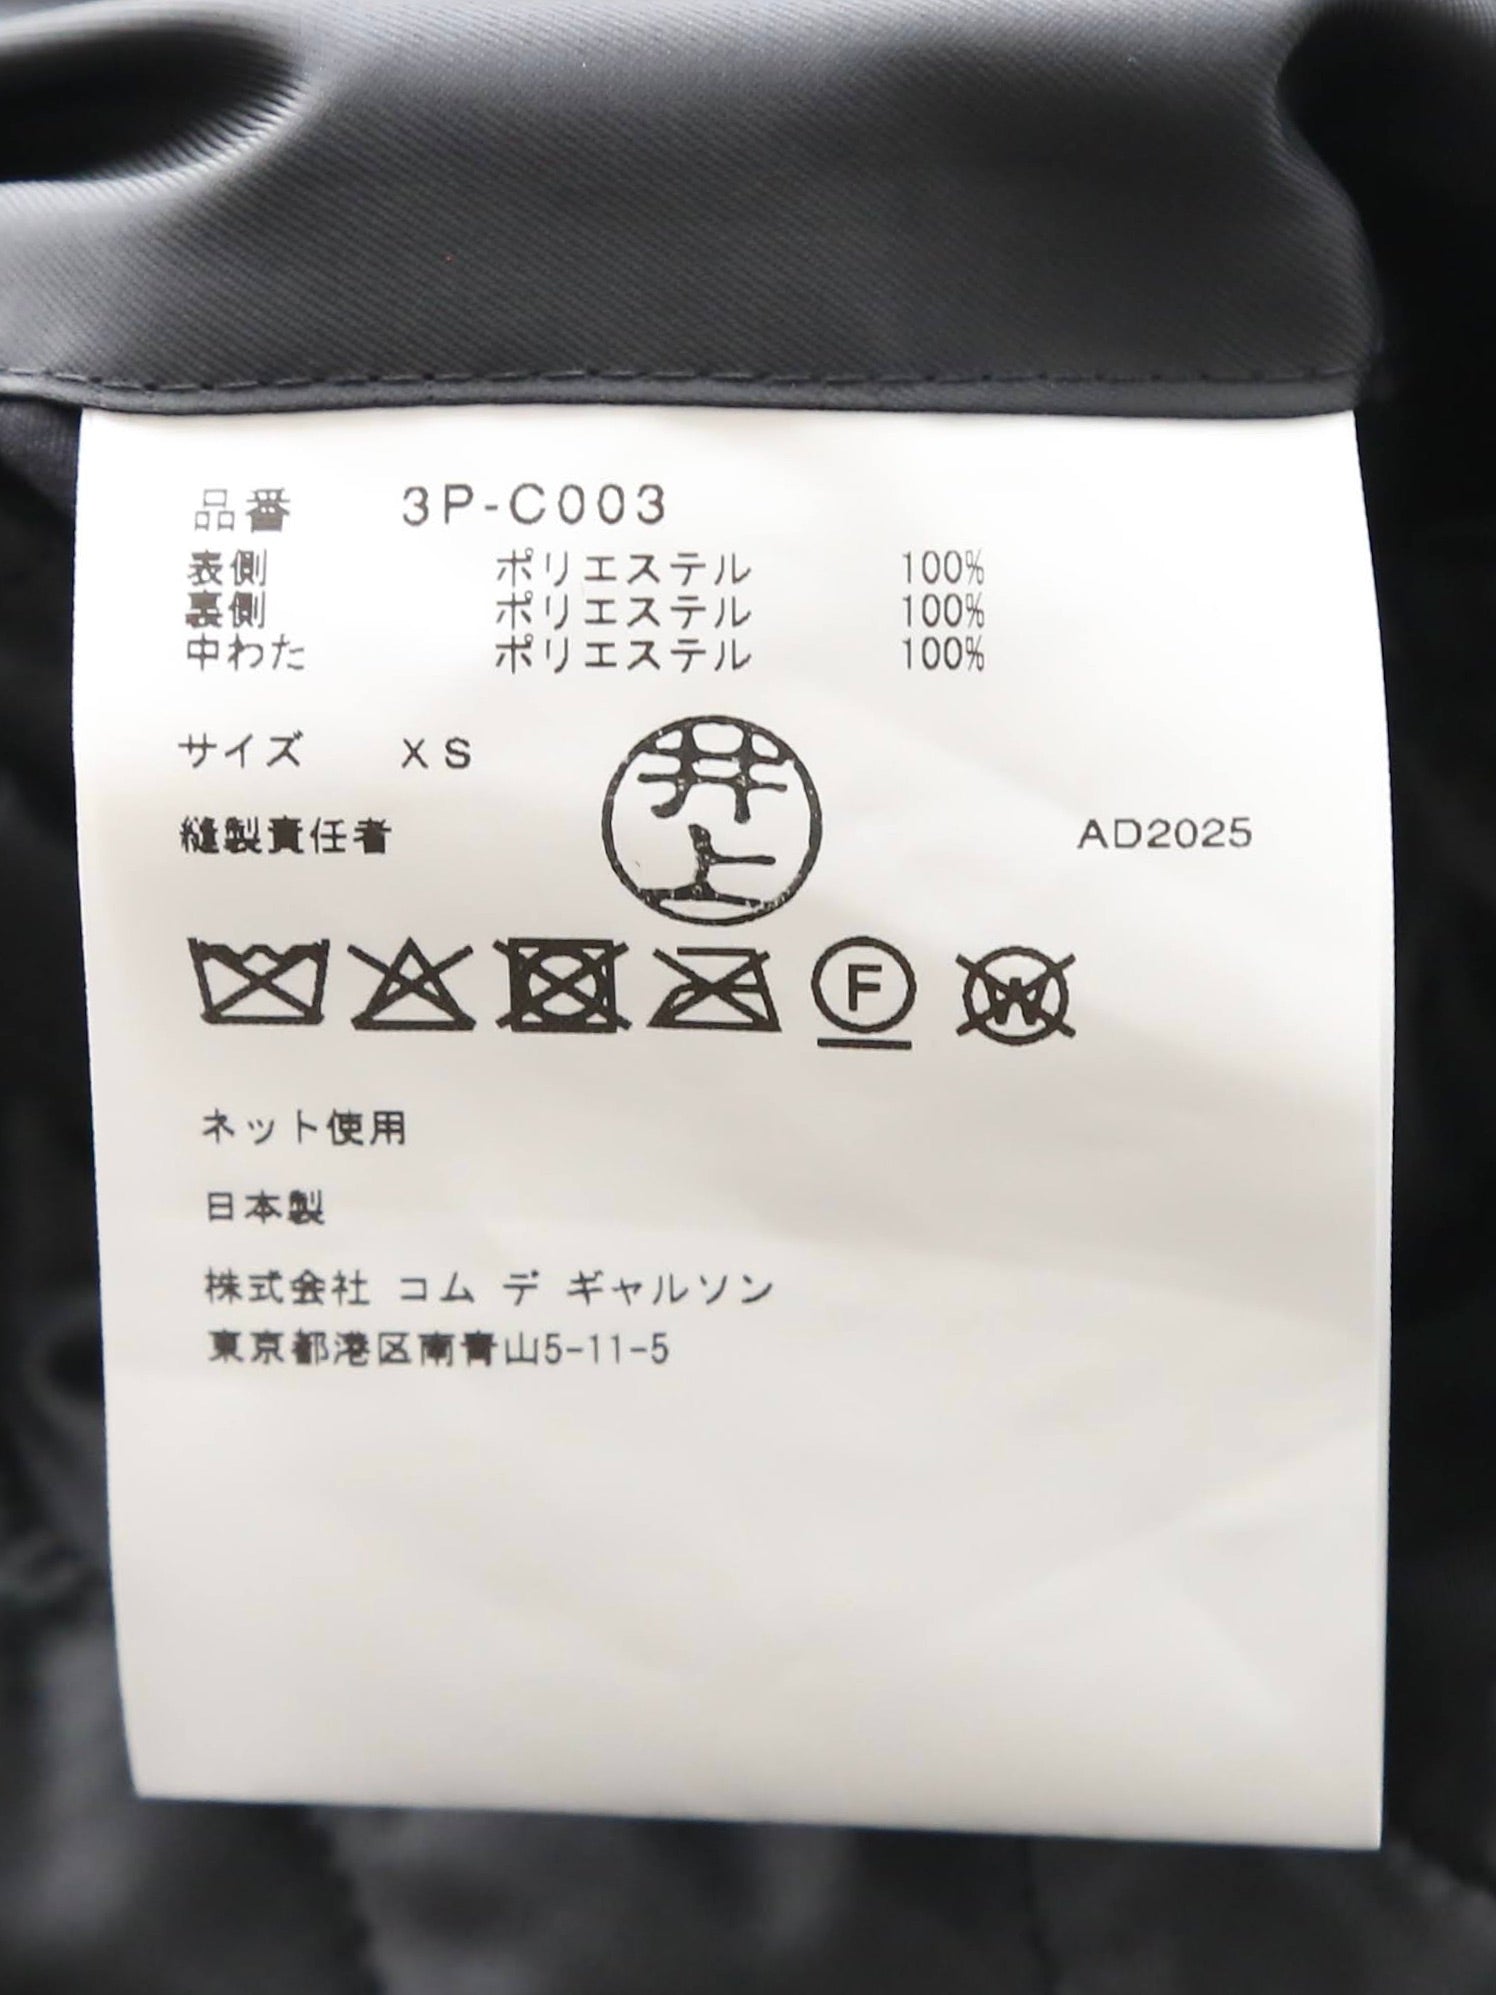 品番 3P-C003
表側 ポリエステル 100%
裏側 ポリエステル 100%
中わた ポリエステル 100%
サイズ XS
井上
縫製責任者 AD2025
F W
ネット使用
日本製
株式会社 コム デ ギャルソン
東京都港区南青山5-11-5